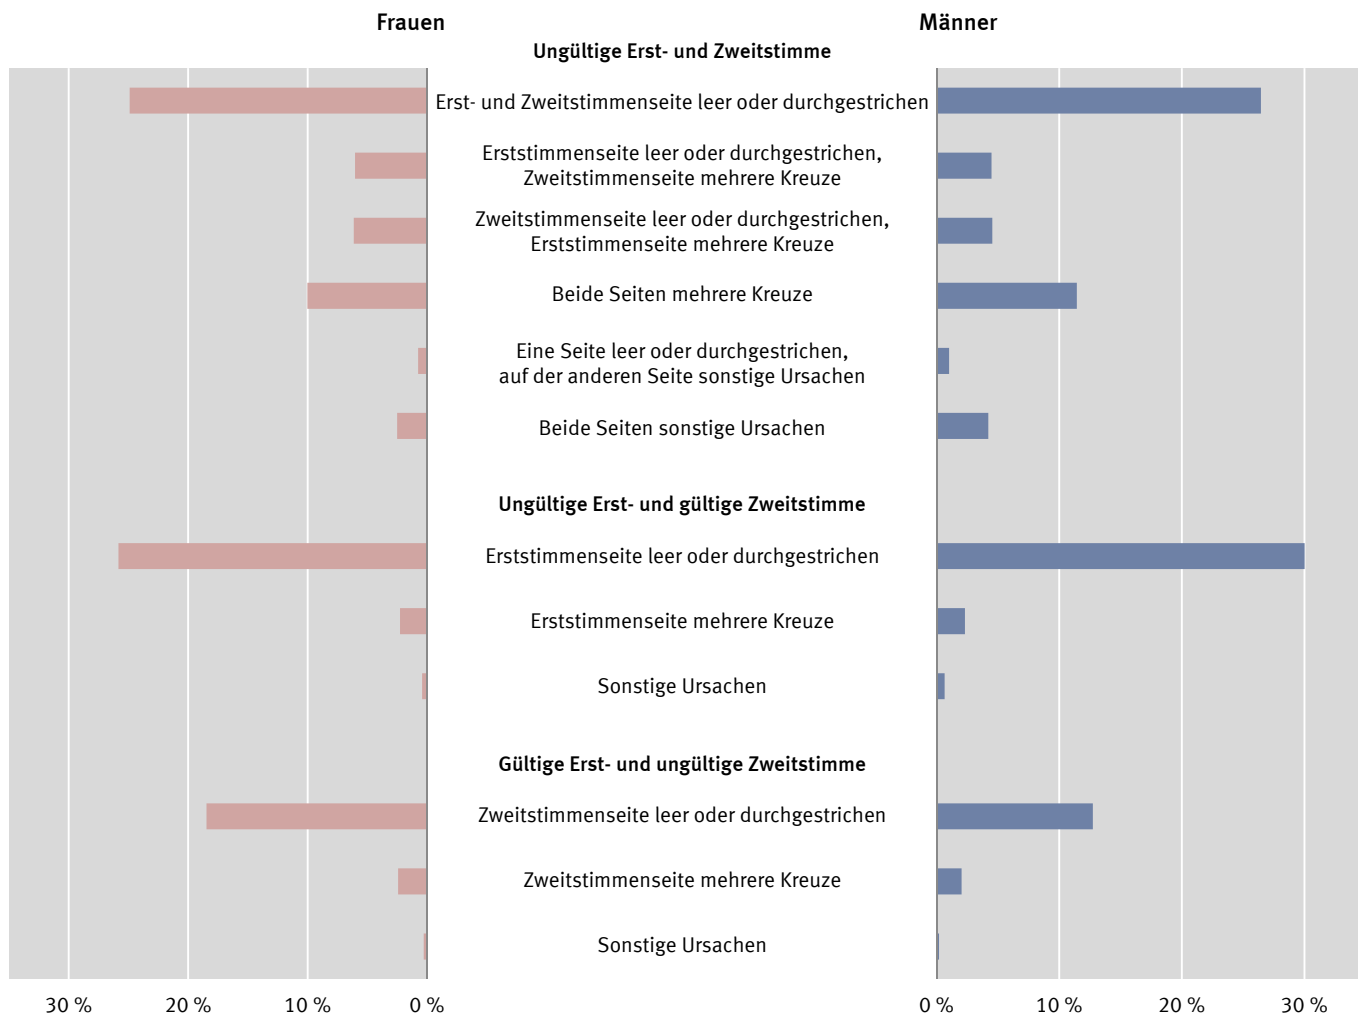 Frauen
Männer
Ungültige Erst- und Zweitstimme
Erst- und Zweitstimmenseite leer oder durchgestrichen
Erststimmenseite leer oder durchgestrichen,
Zweitstimmenseite mehrere Kreuze
Zweitstimmenseite leer oder durchgestrichen,
Erststimmenseite mehrere Kreuze
Beide Seiten mehrere Kreuze
Eine Seite leer oder durchgestrichen,
auf der anderen Seite sonstige Ursachen
Beide Seiten sonstige Ursachen
Ungültige Erst- und gültige Zweitstimme
Erststimmenseite leer oder durchgestrichen
Erststimmenseite mehrere Kreuze
Sonstige Ursachen
Gültige Erst- und ungültige Zweitstimme
Zweitstimmenseite leer oder durchgestrichen
Zweitstimmenseite mehrere Kreuze
Sonstige Ursachen
30 % 20 % 10 % 0 % 0 % 10 % 20 % 30 %